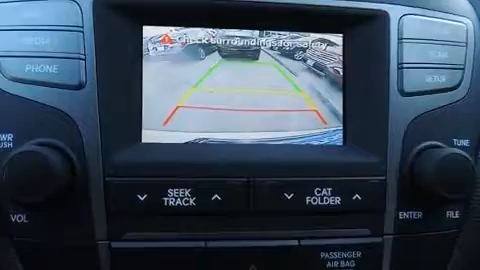 Check surroundings for safety
MEDIA
PHONE
PWR
PUSH
VOL
SEEK
TRACK
CAT
FOLDER
TUNE
ENTER
FILE
PASSENGER
AIR BAG